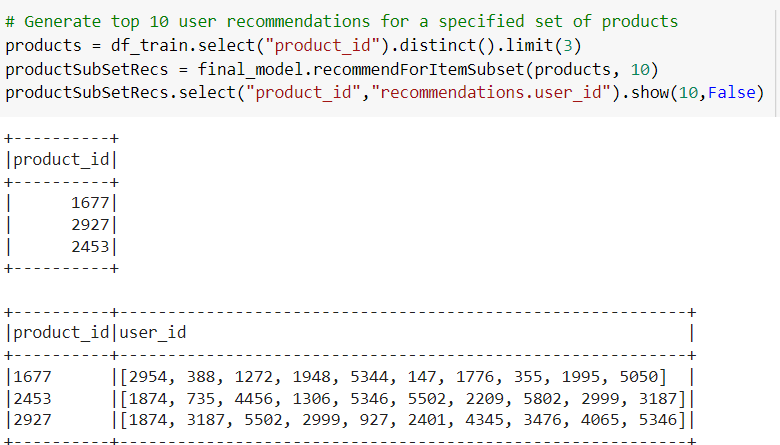 # Generate top 10 user recommendations for a specified set of products
products = df_train.select("product_id").distinct().limit(3)
productSubSetRecs = final_model.recommendForItemSubset(products, 10)
productSubSetRecs.select("product_id","recommendations.user_id").show(10,False)
+----------+
|product_id|
+----------+
|      1677|
|      2927|
|      2453|
+----------+
+----------+------------------------------------------------------------+
|product_id|user_id                                                     |
+----------+------------------------------------------------------------+
|1677      |[2954, 388, 1272, 1948, 5344, 147, 1776, 355, 1995, 5050]   |
|2453      |[1874, 735, 4456, 1306, 5346, 5502, 2209, 5802, 2999, 3187]|
|2927      |[1874, 3187, 5502, 2999, 927, 2401, 4345, 3476, 4065, 5346]|
+----------+------------------------------------------------------------+